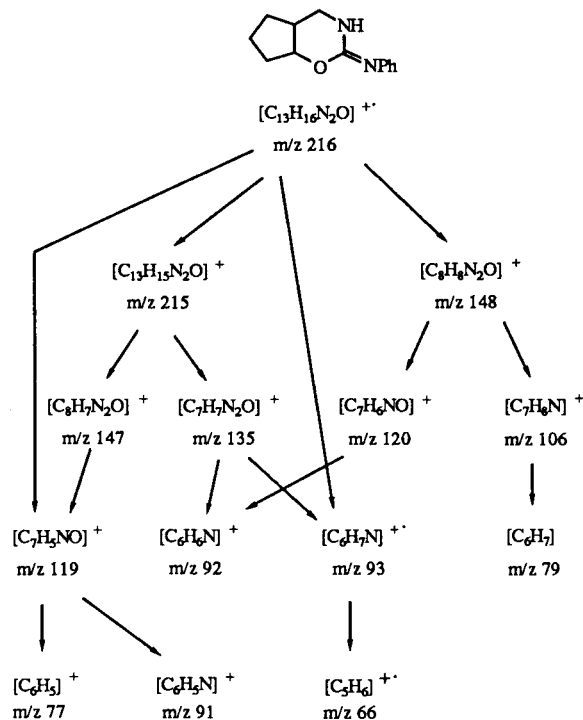 NH
O
NPh
[C₁₃H₁₆N₂O] +·
m/z 216
[C₁₃H₁₅N₂O] +
m/z 215
[C₈H₈N₂O] +
m/z 148
[C₈H₇N₂O] +
m/z 147
[C₇H₇N₂O] +
m/z 135
[C₇H₆NO] +
m/z 120
[C₇H₈N] +
m/z 106
[C₇H₅NO] +
m/z 119
[C₆H₆N] +
m/z 92
[C₆H₇N] +·
m/z 93
[C₆H₇]
m/z 79
[C₆H₅] +
m/z 77
[C₆H₅N] +
m/z 91
[C₅H₆] +·
m/z 66